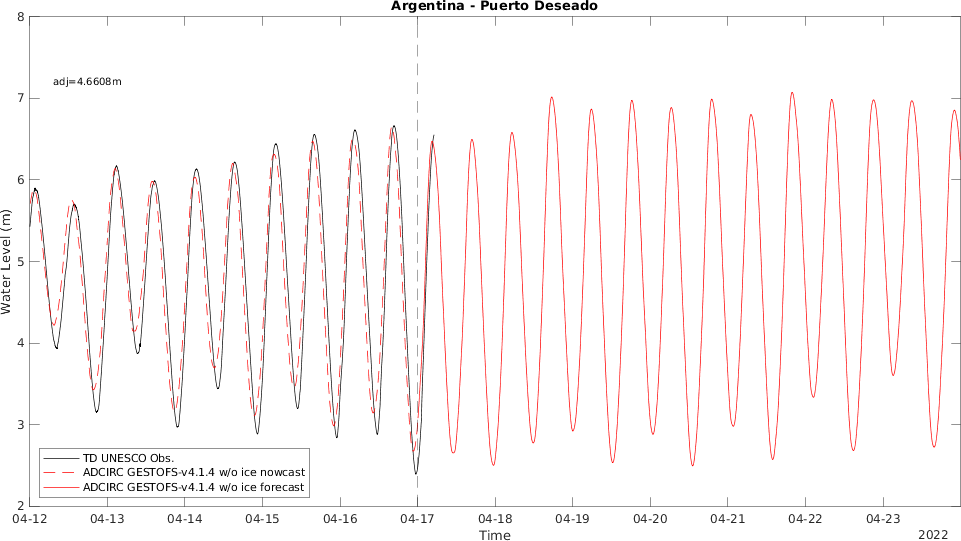 Argentina - Puerto Deseado
8
adj=4.6608m
7
6
5
4
3
2
Water Level (m)
TD UNESCO Obs.
ADCIRC GESTOFS-v4.1.4 w/o ice nowcast
ADCIRC GESTOFS-v4.1.4 w/o ice forecast
04-12 04-13 04-14 04-15 04-16 04-17 04-18 04-19 04-20 04-21 04-22 04-23
Time
2022